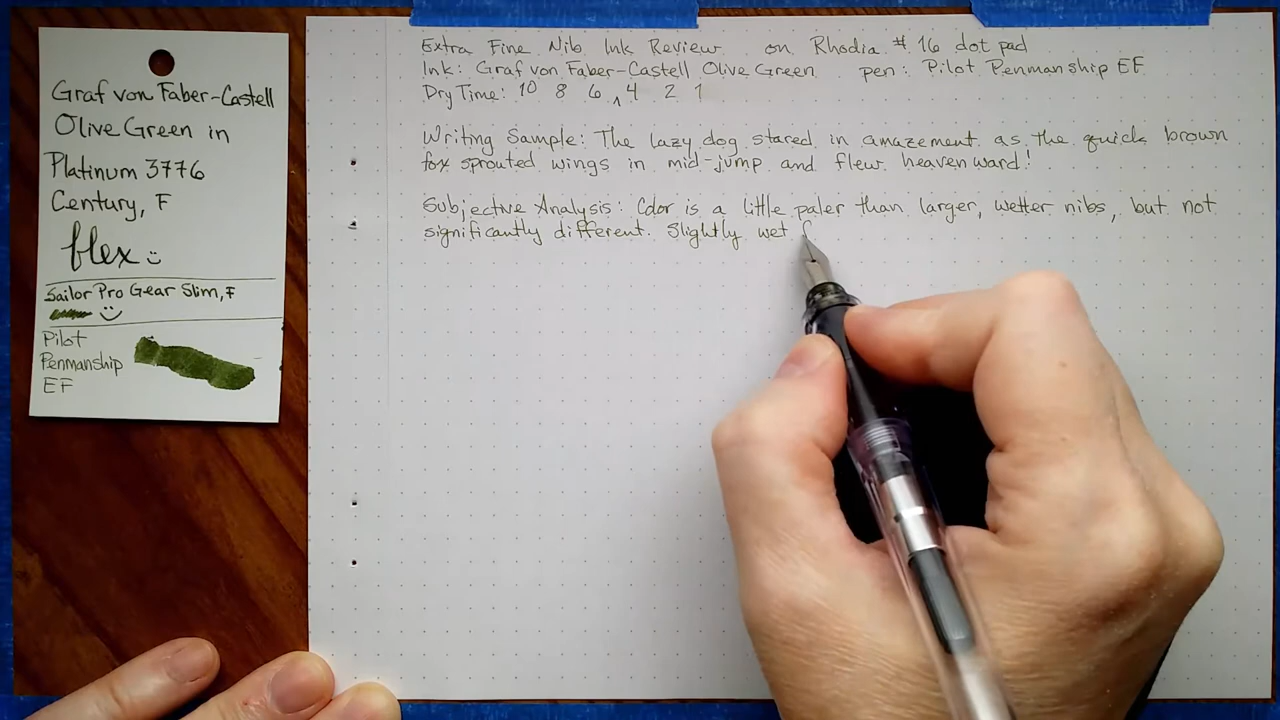 Graf von Faber-Castell
Olive Green in
Platinum 3776
Century, F
flex
Sailor Pro Gear Slim, F
Pilot
Penmanship
EF
Extra Fine Nib Ink Review on Rhodia #16 dot pad
Ink: Graf von Faber-Castell Olive Green pen: Pilot Penmanship EF
Dry Time: 10 8 6 ^ 4 2 1
Writing Sample: The lazy dog stared in amazement as the quick brown
fox sprouted wings in mid-jump and flew heavenward!
Subjective Analysis: Color is a little paler than larger, wetter nibs, but not
significantly different. Slightly wet (